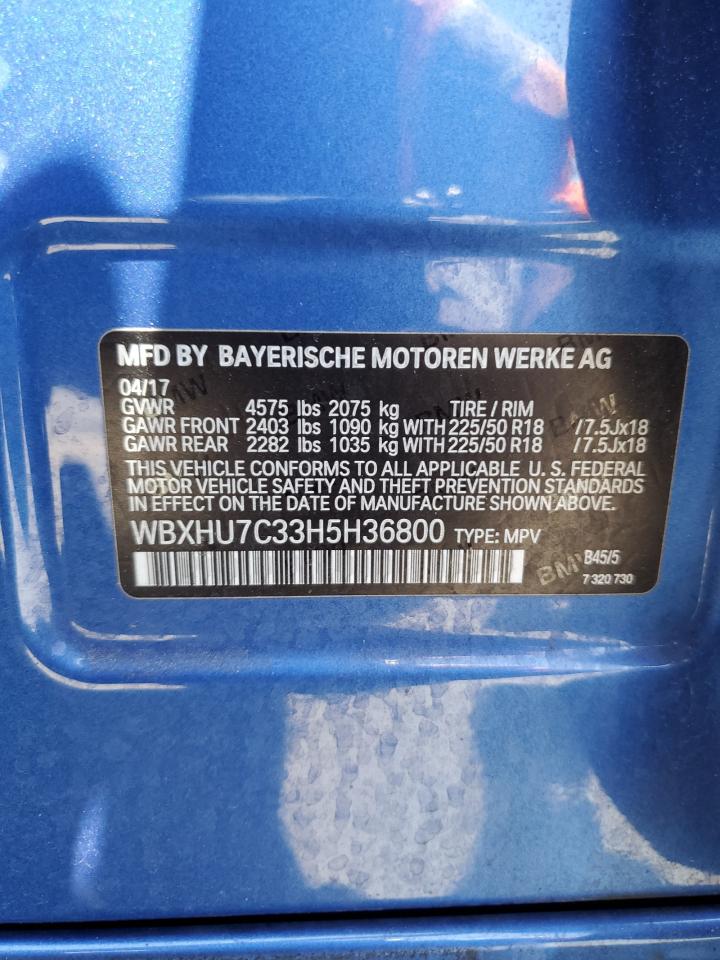 MFD BY BAYERISCHE MOTOREN WERKE AG
04/17
GVWR 4575 lbs 2075 kg TIRE / RIM
GAWR FRONT 2403 lbs 1090 kg WITH 225/50 R18 /7.5Jx18
GAWR REAR 2282 lbs 1035 kg WITH 225/50 R18 /7.5Jx18
THIS VEHICLE CONFORMS TO ALL APPLICABLE U. S. FEDERAL
MOTOR VEHICLE SAFETY AND THEFT PREVENTION STANDARDS
IN EFFECT ON THE DATE OF MANUFACTURE SHOWN ABOVE.
WBXHU7C33H5H36800 TYPE: MPV
B45/5
BMW
7 320 730